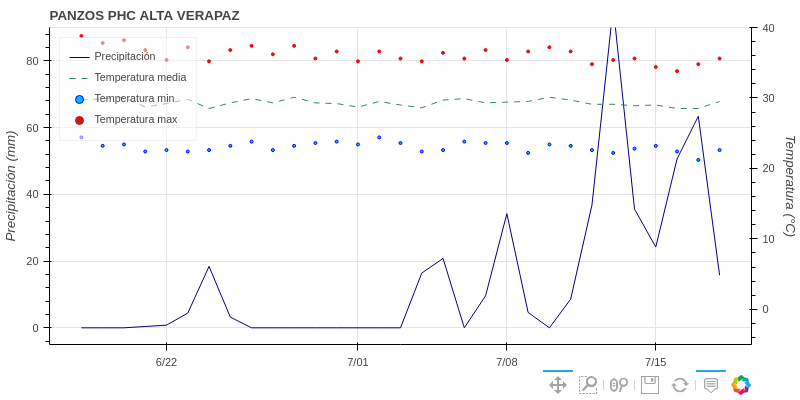 PANZOS PHC ALTA VERAPAZ
Precipitación
Temperatura media
Temperatura min
Temperatura max
Precipitación (mm)
80
60
40
20
0
Temperatura (°C)
40
30
20
10
0
6/22
7/01
7/08
7/15